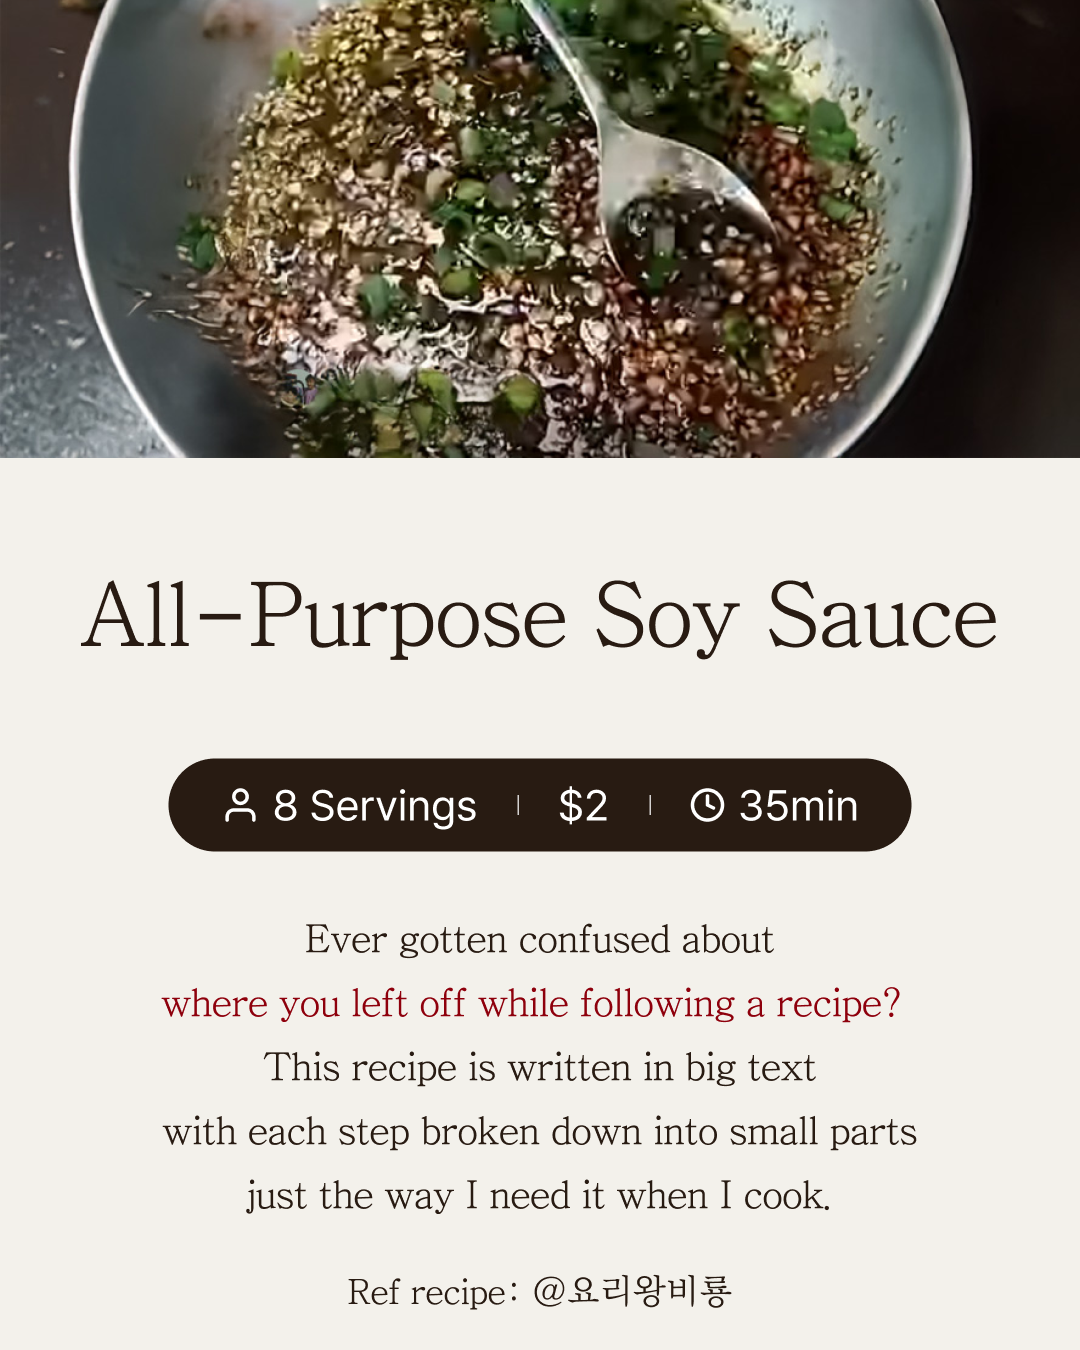 All-Purpose Soy Sauce
8 Servings | $2 | 35min
Ever gotten confused about
where you left off while following a recipe?
This recipe is written in big text
with each step broken down into small parts
just the way I need it when I cook.
Ref recipe: @요리왕비룡